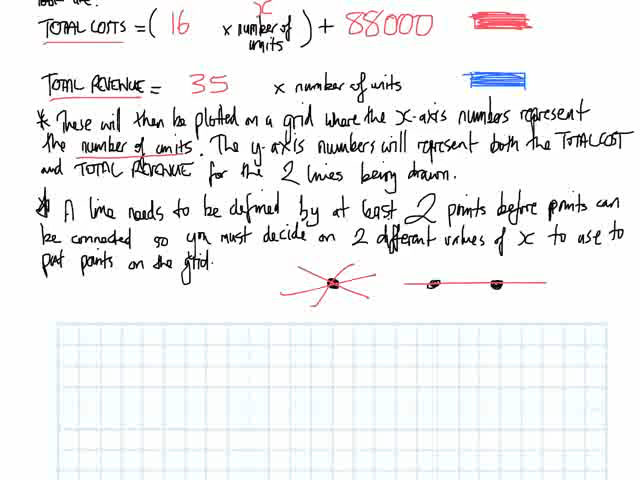 TOTAL COSTS = ( 16 x number of units ) + 88000
x
TOTAL REVENUE = 35 x number of units
* These will then be plotted on a grid where the x-axis numbers represent
the number of units. The y-axis numbers will represent both the TOTAL COST
and TOTAL REVENUE for the 2 lines being drawn.
* A line needs to be defined by at least 2 points before points can
be connected so you must decide on 2 different values of x to use to
put points on the grid.